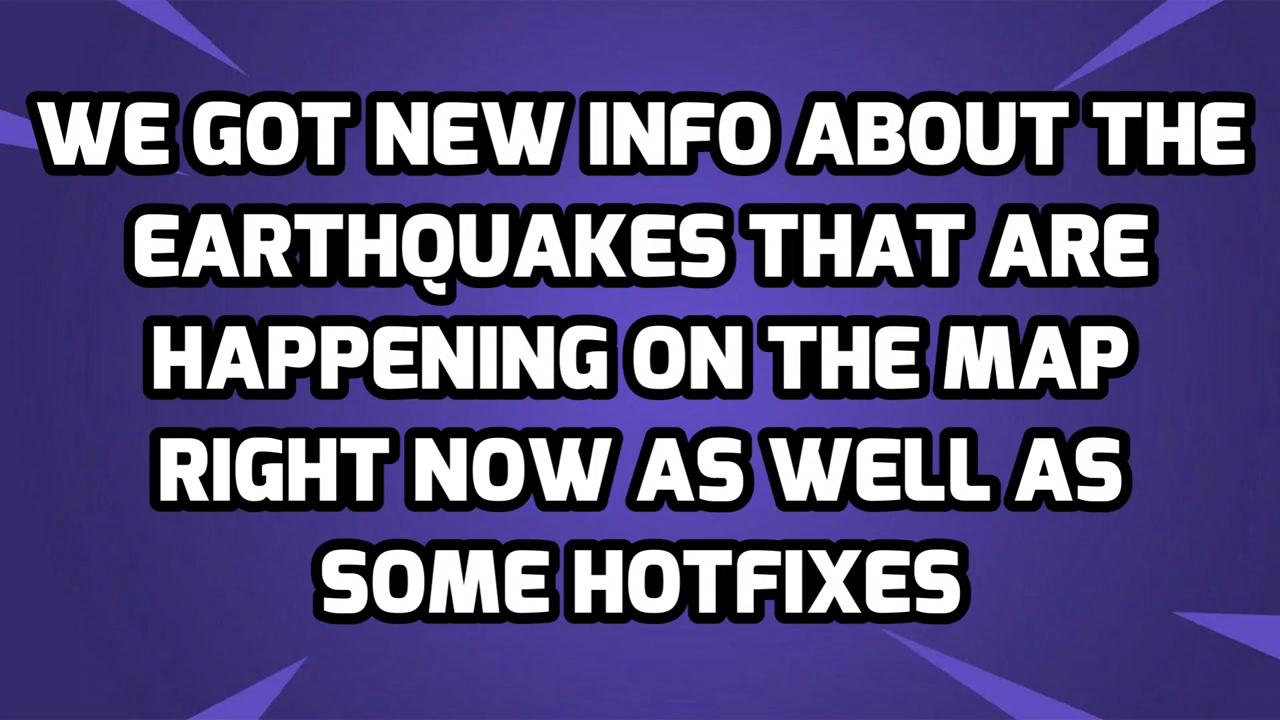 WE GOT NEW INFO ABOUT THE
EARTHQUAKES THAT ARE
HAPPENING ON THE MAP
RIGHT NOW AS WELL AS
SOME HOTFIXES